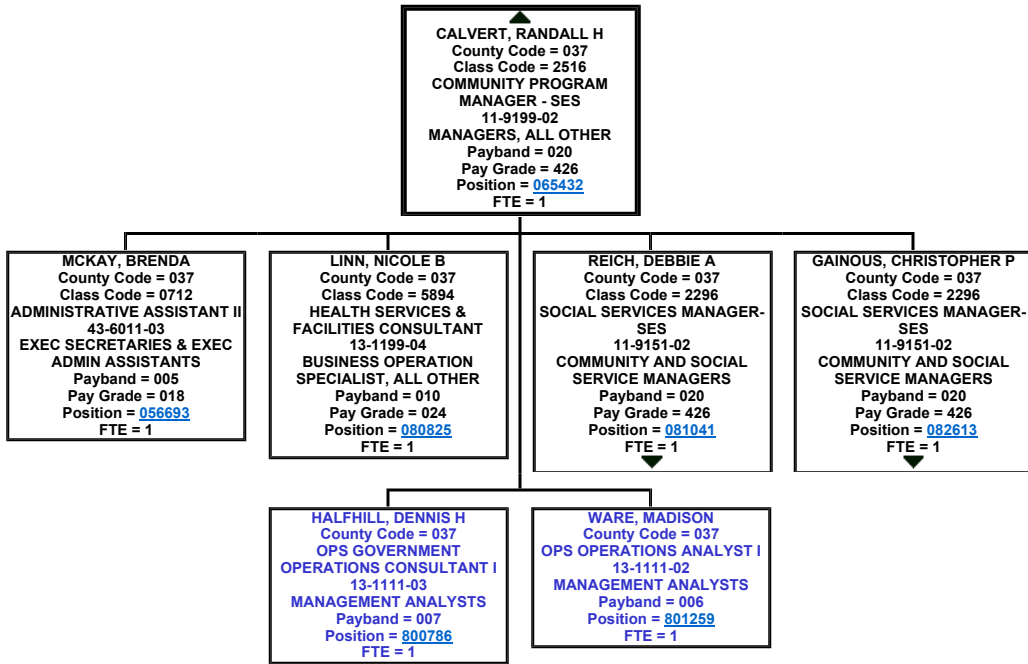 CALVERT, RANDALL H
County Code = 037
Class Code = 2516
COMMUNITY PROGRAM
MANAGER - SES
11-9199-02
MANAGERS, ALL OTHER
Payband = 020
Pay Grade = 426
Position = 065432
FTE = 1
MCKAY, BRENDA
County Code = 037
Class Code = 0712
ADMINISTRATIVE ASSISTANT II
43-6011-03
EXEC SECRETARIES & EXEC
ADMIN ASSISTANTS
Payband = 005
Pay Grade = 018
Position = 056693
FTE = 1
LINN, NICOLE B
County Code = 037
Class Code = 5894
HEALTH SERVICES &
FACILITIES CONSULTANT
13-1199-04
BUSINESS OPERATION
SPECIALIST, ALL OTHER
Payband = 010
Pay Grade = 024
Position = 080825
FTE = 1
REICH, DEBBIE A
County Code = 037
Class Code = 2296
SOCIAL SERVICES MANAGER-
SES
11-9151-02
COMMUNITY AND SOCIAL
SERVICE MANAGERS
Payband = 020
Pay Grade = 426
Position = 081041
FTE = 1
GAINOUS, CHRISTOPHER P
County Code = 037
Class Code = 2296
SOCIAL SERVICES MANAGER-
SES
11-9151-02
COMMUNITY AND SOCIAL
SERVICE MANAGERS
Payband = 020
Pay Grade = 426
Position = 082613
FTE = 1
HALFHILL, DENNIS H
County Code = 037
OPS GOVERNMENT
OPERATIONS CONSULTANT I
13-1111-03
MANAGEMENT ANALYSTS
Payband = 007
Position = 800786
FTE = 1
WARE, MADISON
County Code = 037
OPS OPERATIONS ANALYST I
13-1111-02
MANAGEMENT ANALYSTS
Payband = 006
Position = 801259
FTE = 1